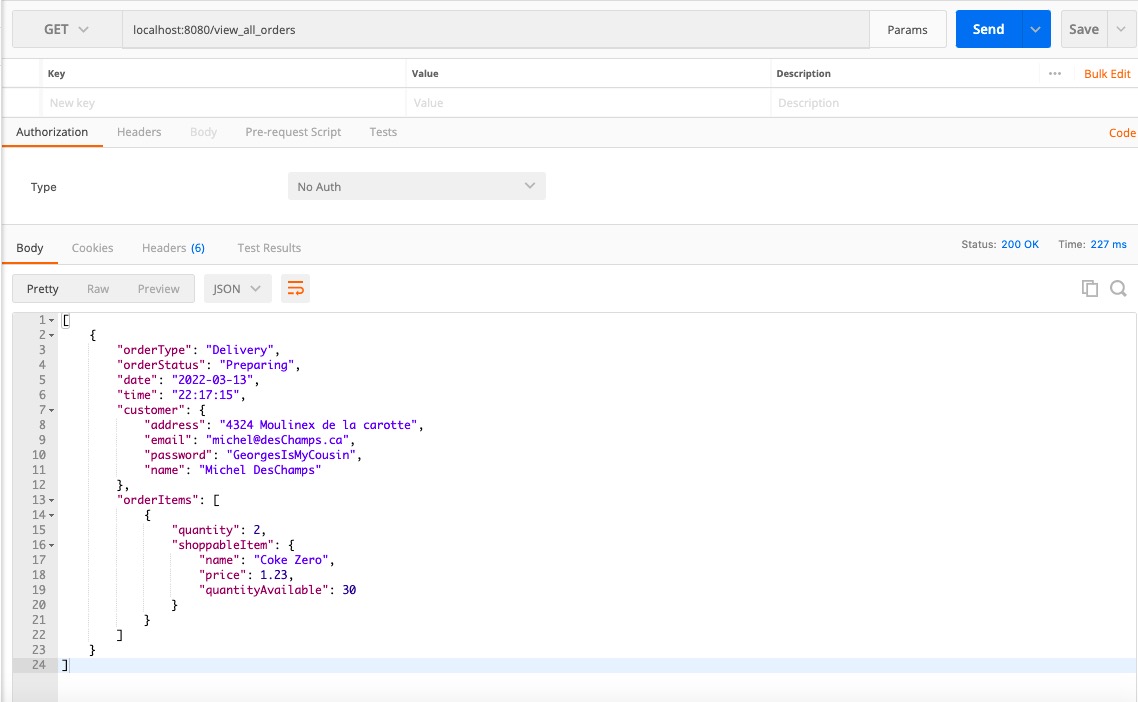 GET localhost:8080/view_all_orders Params Send Save
Key Value Description ••• Bulk Edit
New key Value Description
Authorization Headers Body Pre-request Script Tests Code
Type No Auth
Body Cookies Headers (6) Test Results Status: 200 OK Time: 227 ms
Pretty Raw Preview JSON
1 [
2 {
3 "orderType": "Delivery",
4 "orderStatus": "Preparing",
5 "date": "2022-03-13",
6 "time": "22:17:15",
7 "customer": {
8 "address": "4324 Moulinex de la carotte",
9 "email": "michel@desChamps.ca",
10 "password": "GeorgesIsMyCousin",
11 "name": "Michel DesChamps"
12 },
13 "orderItems": [
14 {
15 "quantity": 2,
16 "shoppableItem": {
17 "name": "Coke Zero",
18 "price": 1.23,
19 "quantityAvailable": 30
20 }
21 }
22 ]
23 }
24 ]